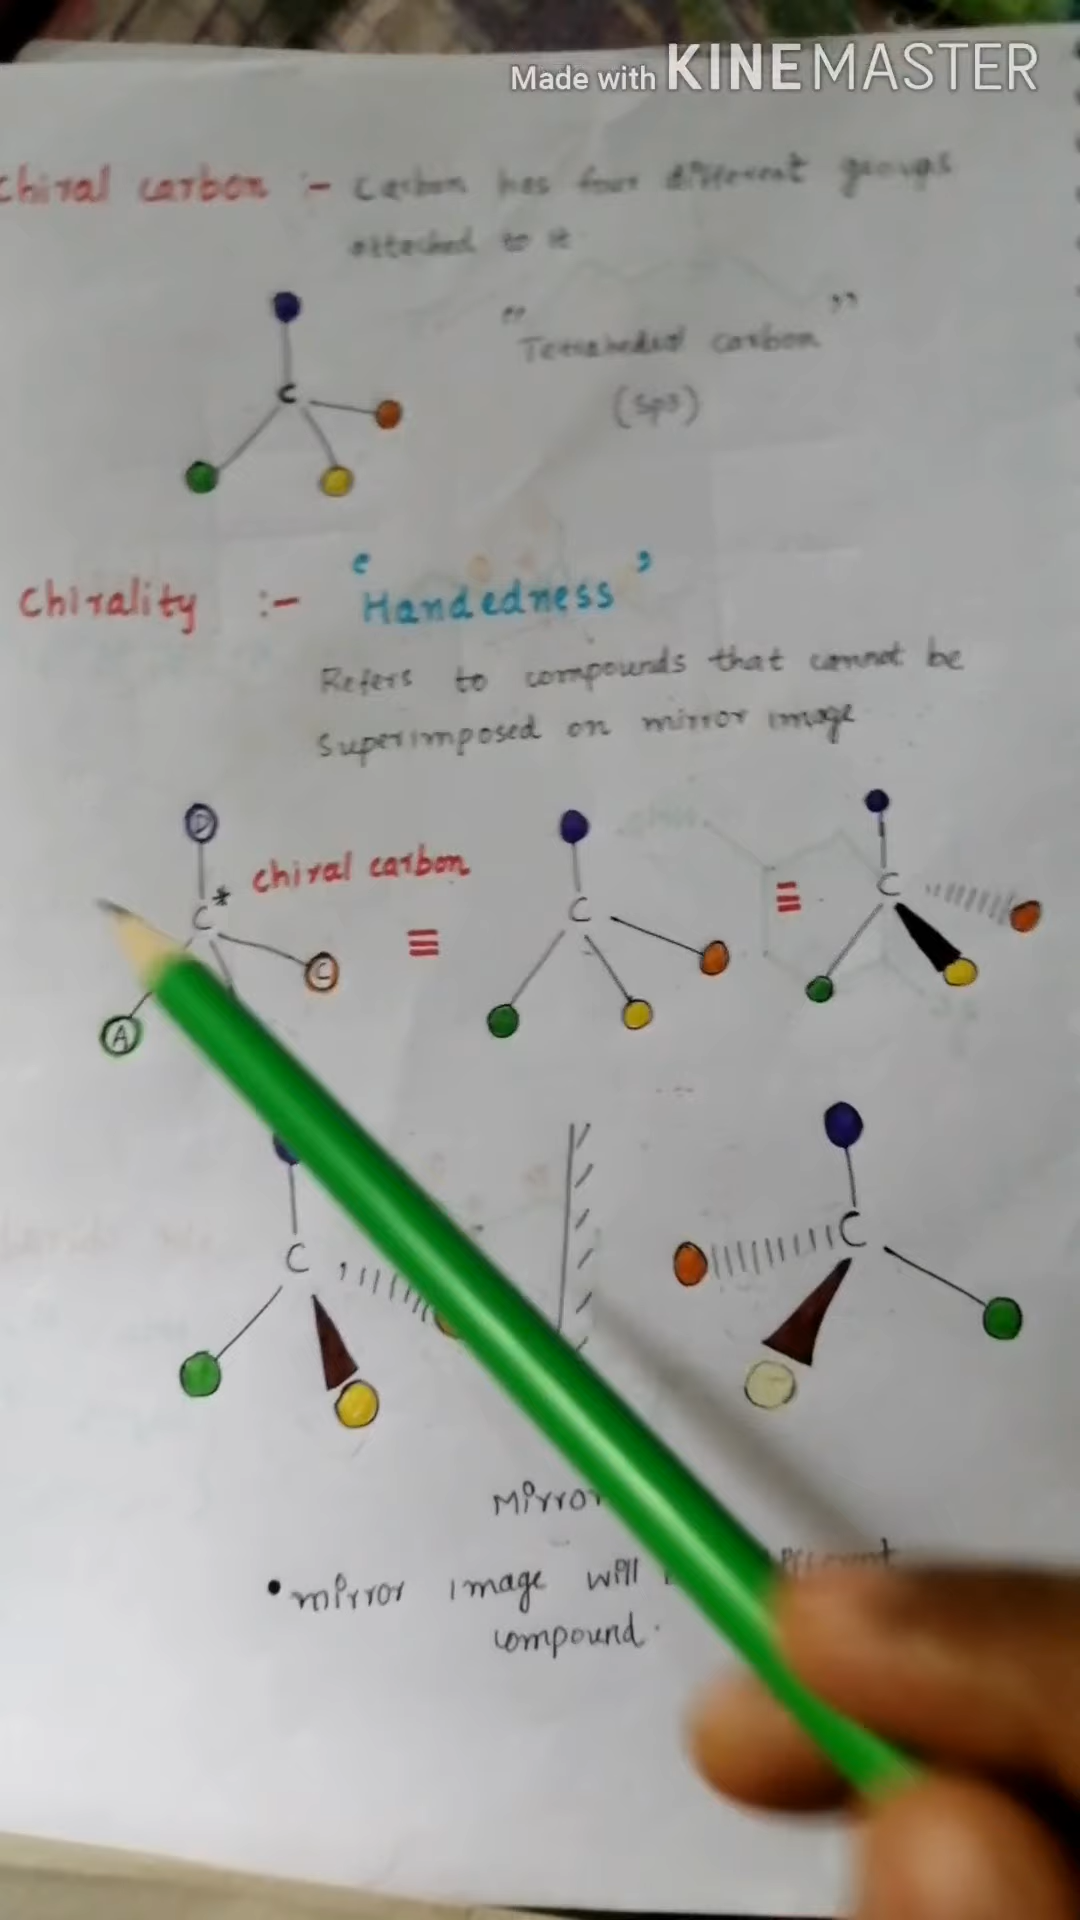 Made with KINEMASTER
Chiral carbon :- Carbon has four different groups
attached to it
" Tetrahedral carbon "
(SP3)
Chirality :- ' Handedness '
Refers to compounds that cannot be
superimposed on mirror image
D
C* chiral carbon
C
A
≡
C
≡
C
C
C
Mirror
• mirror image will
compound.